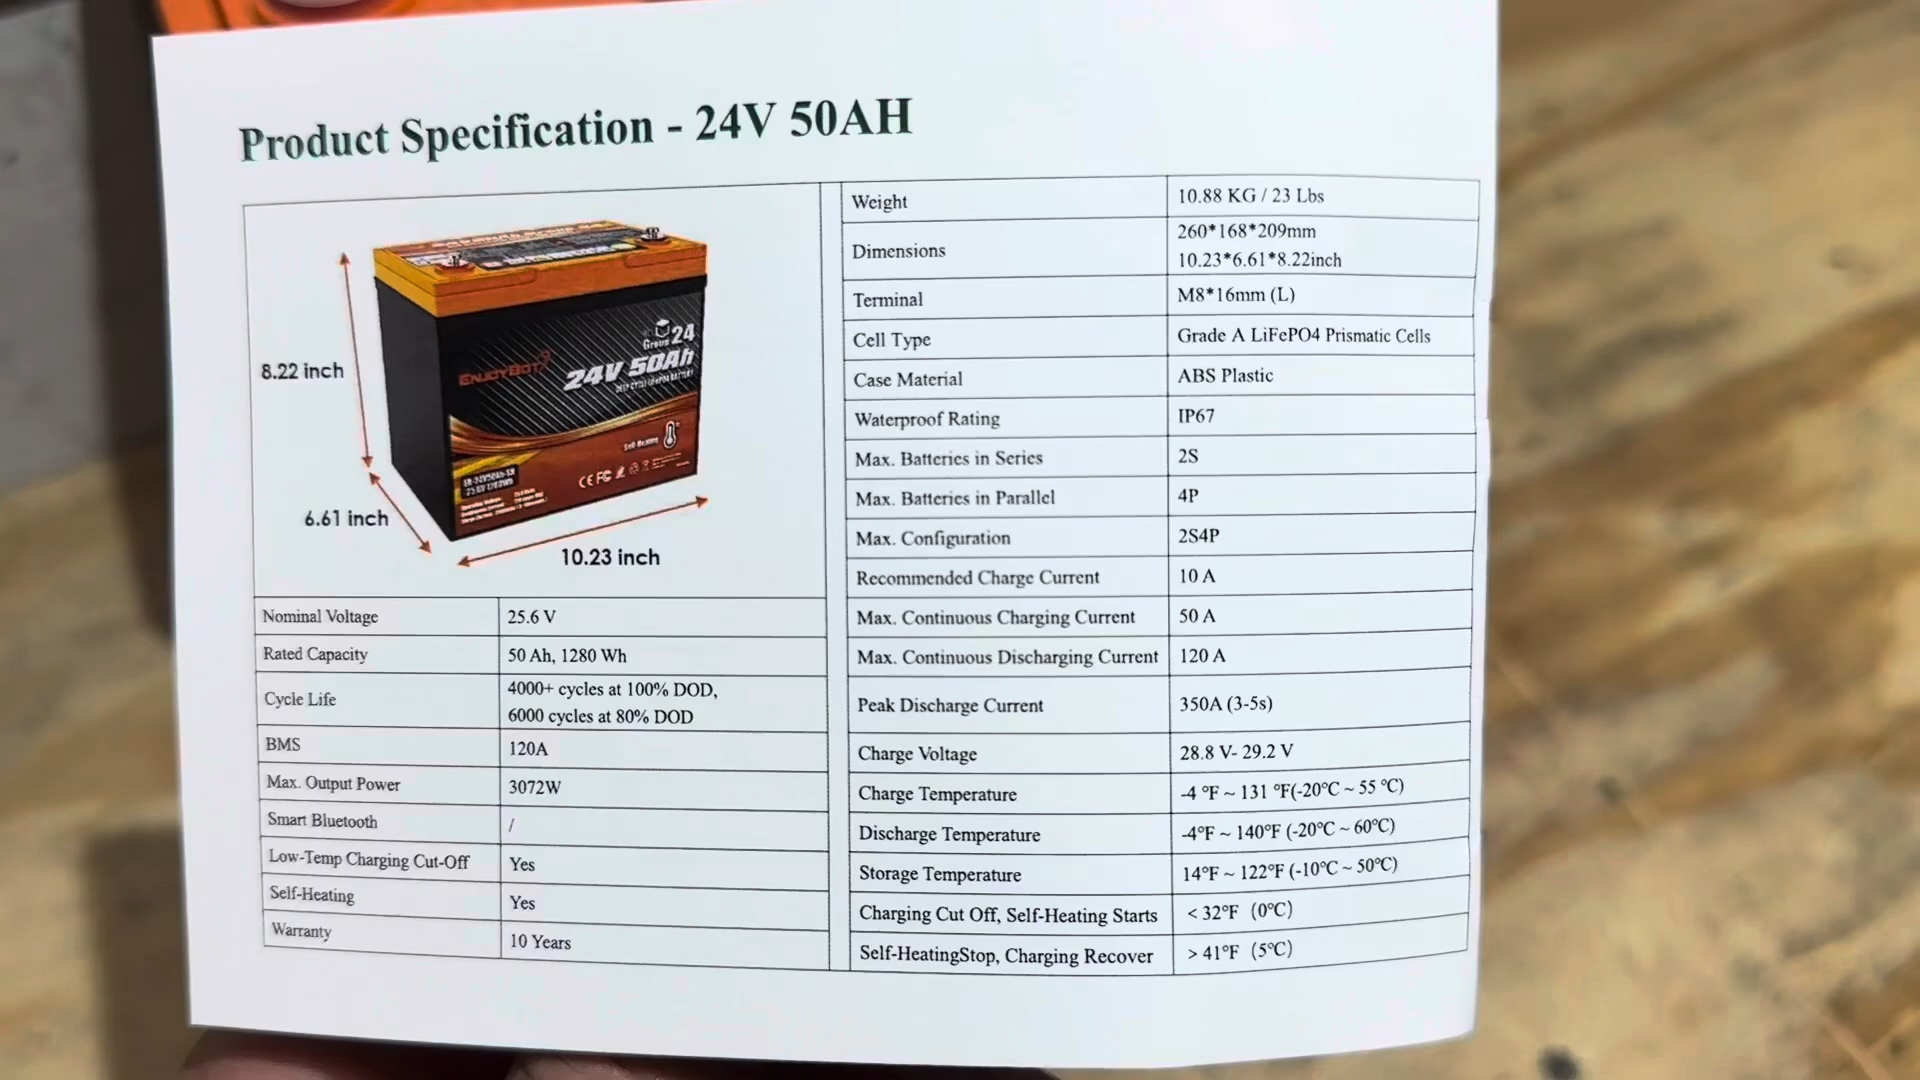 Product Specification - 24V 50AH
8.22 inch
6.61 inch
10.23 inch
Group 24
ENJOYBOT
24V 50Ah
Self-Heating
CE FC
Nominal Voltage 25.6 V
Rated Capacity 50 Ah, 1280 Wh
Cycle Life 4000+ cycles at 100% DOD,
6000 cycles at 80% DOD
BMS 120A
Max. Output Power 3072W
Smart Bluetooth /
Low-Temp Charging Cut-Off Yes
Self-Heating Yes
Warranty 10 Years
Weight 10.88 KG / 23 Lbs
Dimensions 260*168*209mm
10.23*6.61*8.22inch
Terminal M8*16mm (L)
Cell Type Grade A LiFePO4 Prismatic Cells
Case Material ABS Plastic
Waterproof Rating IP67
Max. Batteries in Series 2S
Max. Batteries in Parallel 4P
Max. Configuration 2S4P
Recommended Charge Current 10 A
Max. Continuous Charging Current 50 A
Max. Continuous Discharging Current 120 A
Peak Discharge Current 350A (3-5s)
Charge Voltage 28.8 V- 29.2 V
Charge Temperature -4 °F ~ 131 °F(-20°C ~ 55 °C)
Discharge Temperature -4°F ~ 140°F (-20°C ~ 60°C)
Storage Temperature 14°F ~ 122°F (-10°C ~ 50°C)
Charging Cut Off, Self-Heating Starts < 32°F (0°C)
Self-HeatingStop, Charging Recover > 41°F (5°C)